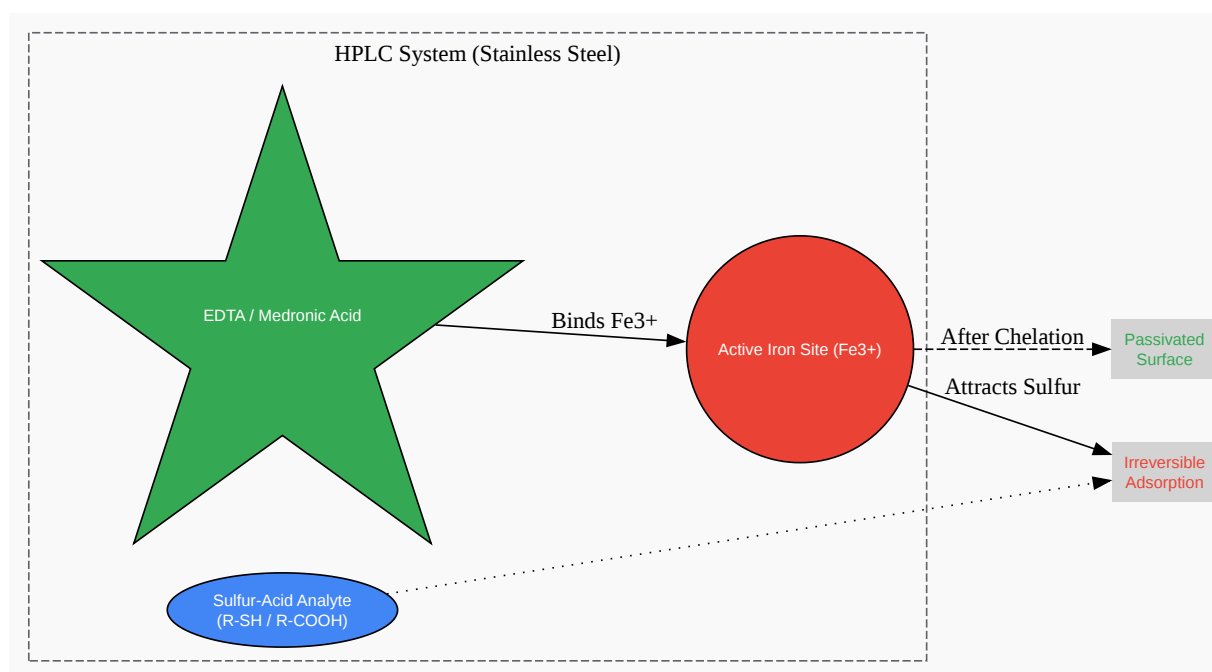 HPLC System (Stainless Steel)
EDTA / Medronic Acid
Binds Fe3+
Active Iron Site (Fe3+)
After Chelation
Passivated
Surface
Attracts Sulfur
Irreversible
Adsorption
Sulfur-Acid Analyte
(R-SH / R-COOH)